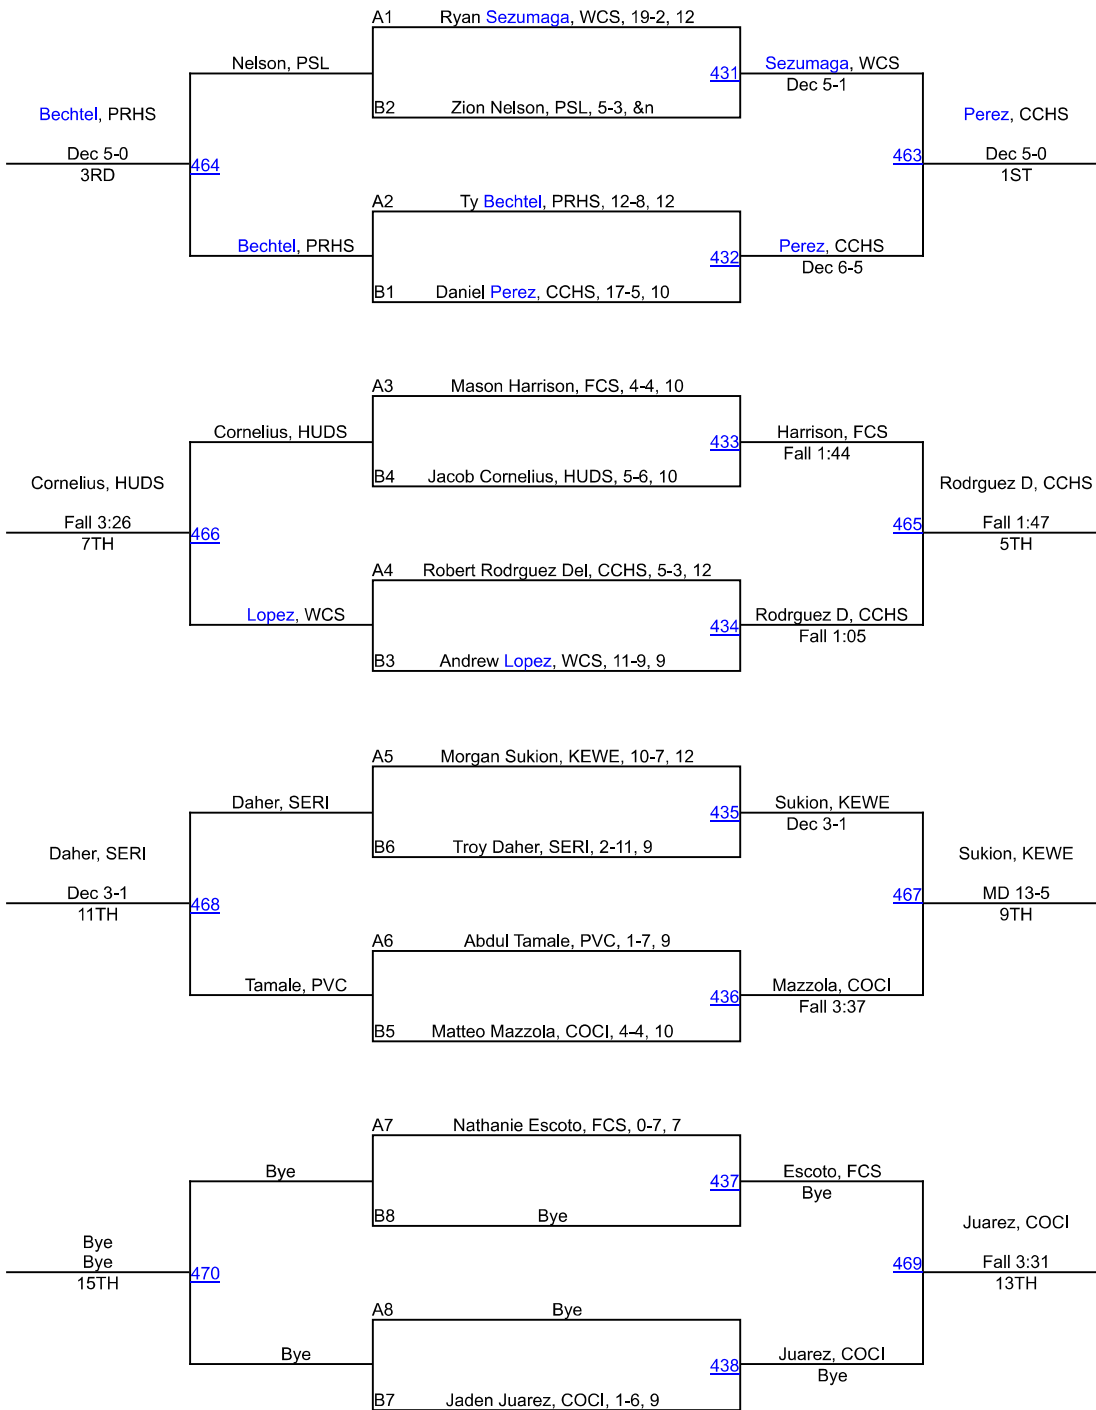 A1 Ryan Sezumaga, WCS, 19-2, 12
Nelson, PSL
431
Sezumaga, WCS
Dec 5-1
B2 Zion Nelson, PSL, 5-3, &n
Bechtel, PRHS
Perez, CCHS
Dec 5-0
464
463
Dec 5-0
3RD
1ST
A2 Ty Bechtel, PRHS, 12-8, 12
Bechtel, PRHS
432
Perez, CCHS
Dec 6-5
B1 Daniel Perez, CCHS, 17-5, 10
A3 Mason Harrison, FCS, 4-4, 10
Cornelius, HUDS
433
Harrison, FCS
Fall 1:44
B4 Jacob Cornelius, HUDS, 5-6, 10
Cornelius, HUDS
Rodrguez D, CCHS
Fall 3:26
466
465
Fall 1:47
7TH
5TH
A4 Robert Rodrguez Del, CCHS, 5-3, 12
Lopez, WCS
434
Rodrguez D, CCHS
Fall 1:05
B3 Andrew Lopez, WCS, 11-9, 9
A5 Morgan Sukion, KEWE, 10-7, 12
Daher, SERI
435
Sukion, KEWE
Dec 3-1
B6 Troy Daher, SERI, 2-11, 9
Daher, SERI
Sukion, KEWE
Dec 3-1
468
467
MD 13-5
11TH
9TH
A6 Abdul Tamale, PVC, 1-7, 9
Tamale, PVC
436
Mazzola, COCI
Fall 3:37
B5 Matteo Mazzola, COCI, 4-4, 10
A7 Nathanie Escoto, FCS, 0-7, 7
Bye
437
Escoto, FCS
Bye
B8 Bye
Bye
Juarez, COCI
Bye
470
469
Fall 3:31
15TH
13TH
A8 Bye
Bye
438
Juarez, COCI
Bye
B7 Jaden Juarez, COCI, 1-6, 9